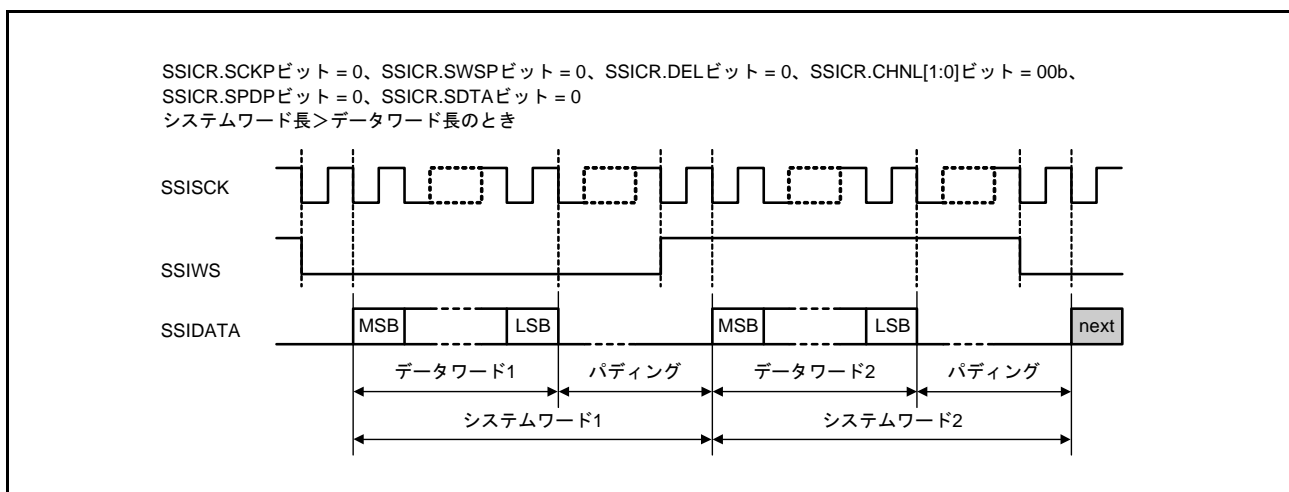 SSICR.SCKPビット = 0、SSICR.SWSPビット = 0、SSICR.DELビット = 0、SSICR.CHNL[1:0]ビット = 00b、
SSICR.SPDPビット = 0、SSICR.SDTAビット = 0
システムワード長＞データワード長のとき
SSISCK
SSIWS
SSIDATA MSB LSB MSB LSB next
データワード1 パディング データワード2 パディング
システムワード1 システムワード2